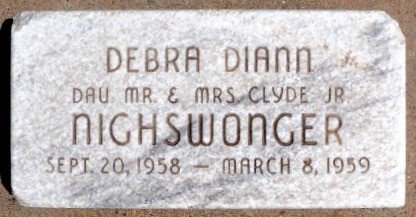 DEBRA DIANN
DAU MR. & MRS CLYDE JR
NIGHSWONGER
SEPT. 20, 1958 — MARCH 8, 1959